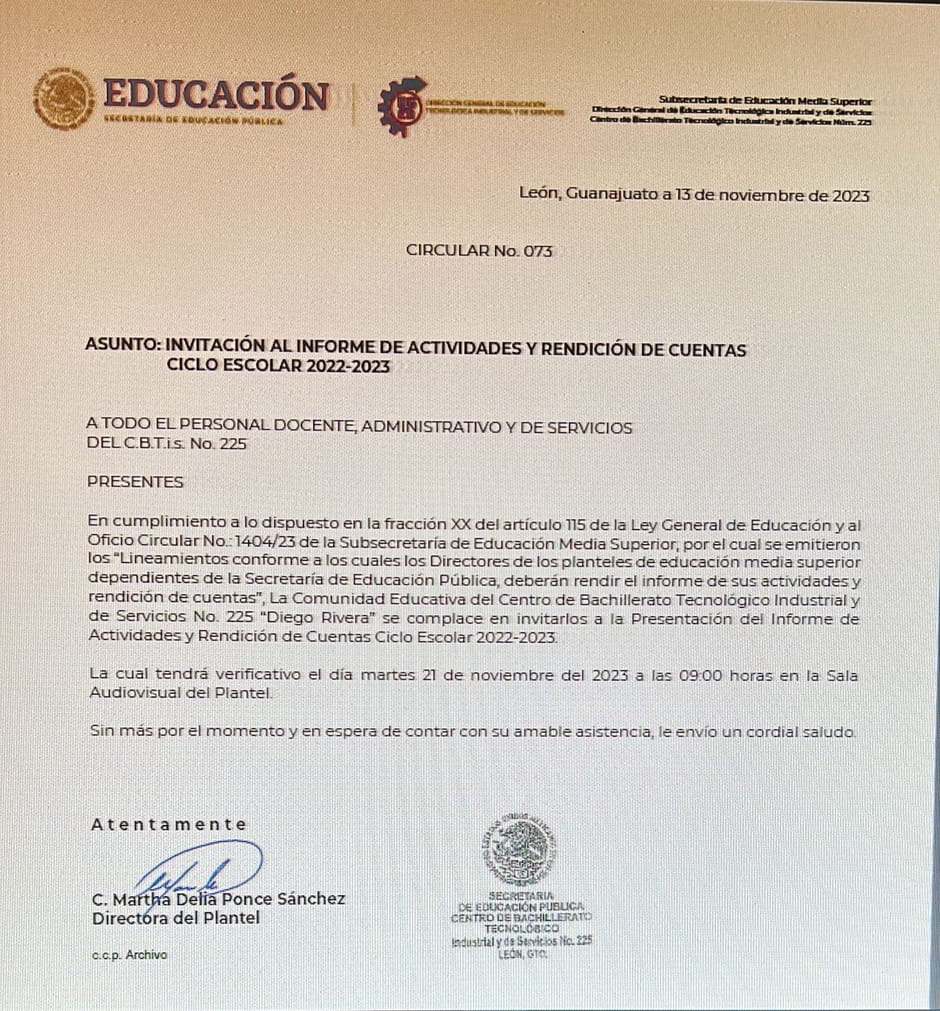 EDUCACIÓN
SECRETARÍA DE EDUCACIÓN PÚBLICA
DIRECCIÓN GENERAL DE EDUCACIÓN
TECNOLÓGICA INDUSTRIAL Y DE SERVICIOS
Subsecretaría de Educación Media Superior
Dirección General de Educación Tecnológica Industrial y de Servicios
Centro de Bachillerato Tecnológico Industrial y de Servicios Núm. 225
León, Guanajuato a 13 de noviembre de 2023
CIRCULAR No. 073
ASUNTO: INVITACIÓN AL INFORME DE ACTIVIDADES Y RENDICIÓN DE CUENTAS
CICLO ESCOLAR 2022-2023
A TODO EL PERSONAL DOCENTE, ADMINISTRATIVO Y DE SERVICIOS
DEL C.B.T.i.s. No. 225
PRESENTES
En cumplimiento a lo dispuesto en la fracción XX del artículo 115 de la Ley General de Educación y al
Oficio Circular No.: 1404/23 de la Subsecretaría de Educación Media Superior, por el cual se emitieron
los “Lineamientos conforme a los cuales los Directores de los planteles de educación media superior
dependientes de la Secretaría de Educación Pública, deberán rendir el informe de sus actividades y
rendición de cuentas”, La Comunidad Educativa del Centro de Bachillerato Tecnológico Industrial y
de Servicios No. 225 “Diego Rivera” se complace en invitarlos a la Presentación del Informe de
Actividades y Rendición de Cuentas Ciclo Escolar 2022-2023.
La cual tendrá verificativo el día martes 21 de noviembre del 2023 a las 09:00 horas en la Sala
Audiovisual del Plantel.
Sin más por el momento y en espera de contar con su amable asistencia, le envío un cordial saludo.
Atentamente
C. Martha Delia Ponce Sánchez
Directora del Plantel
c.c.p. Archivo
ESTADOS UNIDOS MEXICANOS
SECRETARIA
DE EDUCACIÓN PUBLICA
CENTRO DE BACHILLERATO
TECNOLÓGICO
Industrial y de Servicios No. 225
LEÓN, GTO.